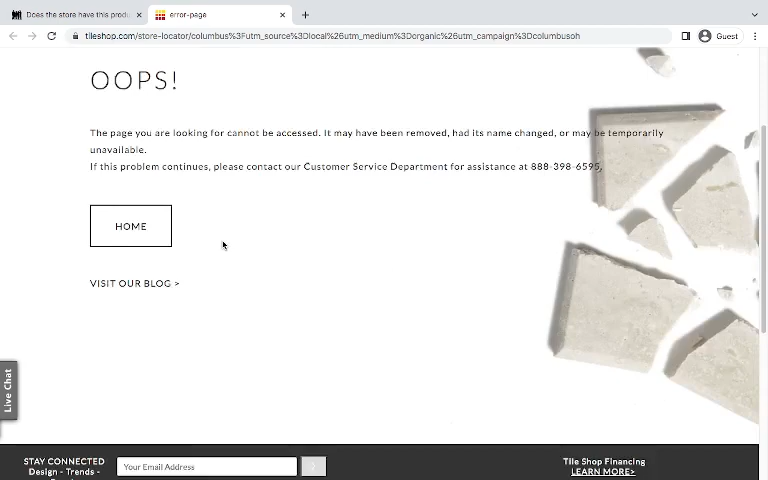 Does the store have this produ
error-page
tileshop.com/store-locator/columbus%3Futm_source%3Dlocal%26utm_medium%3Dorganic%26utm_campaign%3Dcolumbusoh
Guest
OOPS!
The page you are looking for cannot be accessed. It may have been removed, had its name changed, or may be temporarily
unavailable.
If this problem continues, please contact our Customer Service Department for assistance at 888-398-6595.
HOME
VISIT OUR BLOG >
Live Chat
STAY CONNECTED
Design - Trends -
Your Email Address
Tile Shop Financing
LEARN MORE>